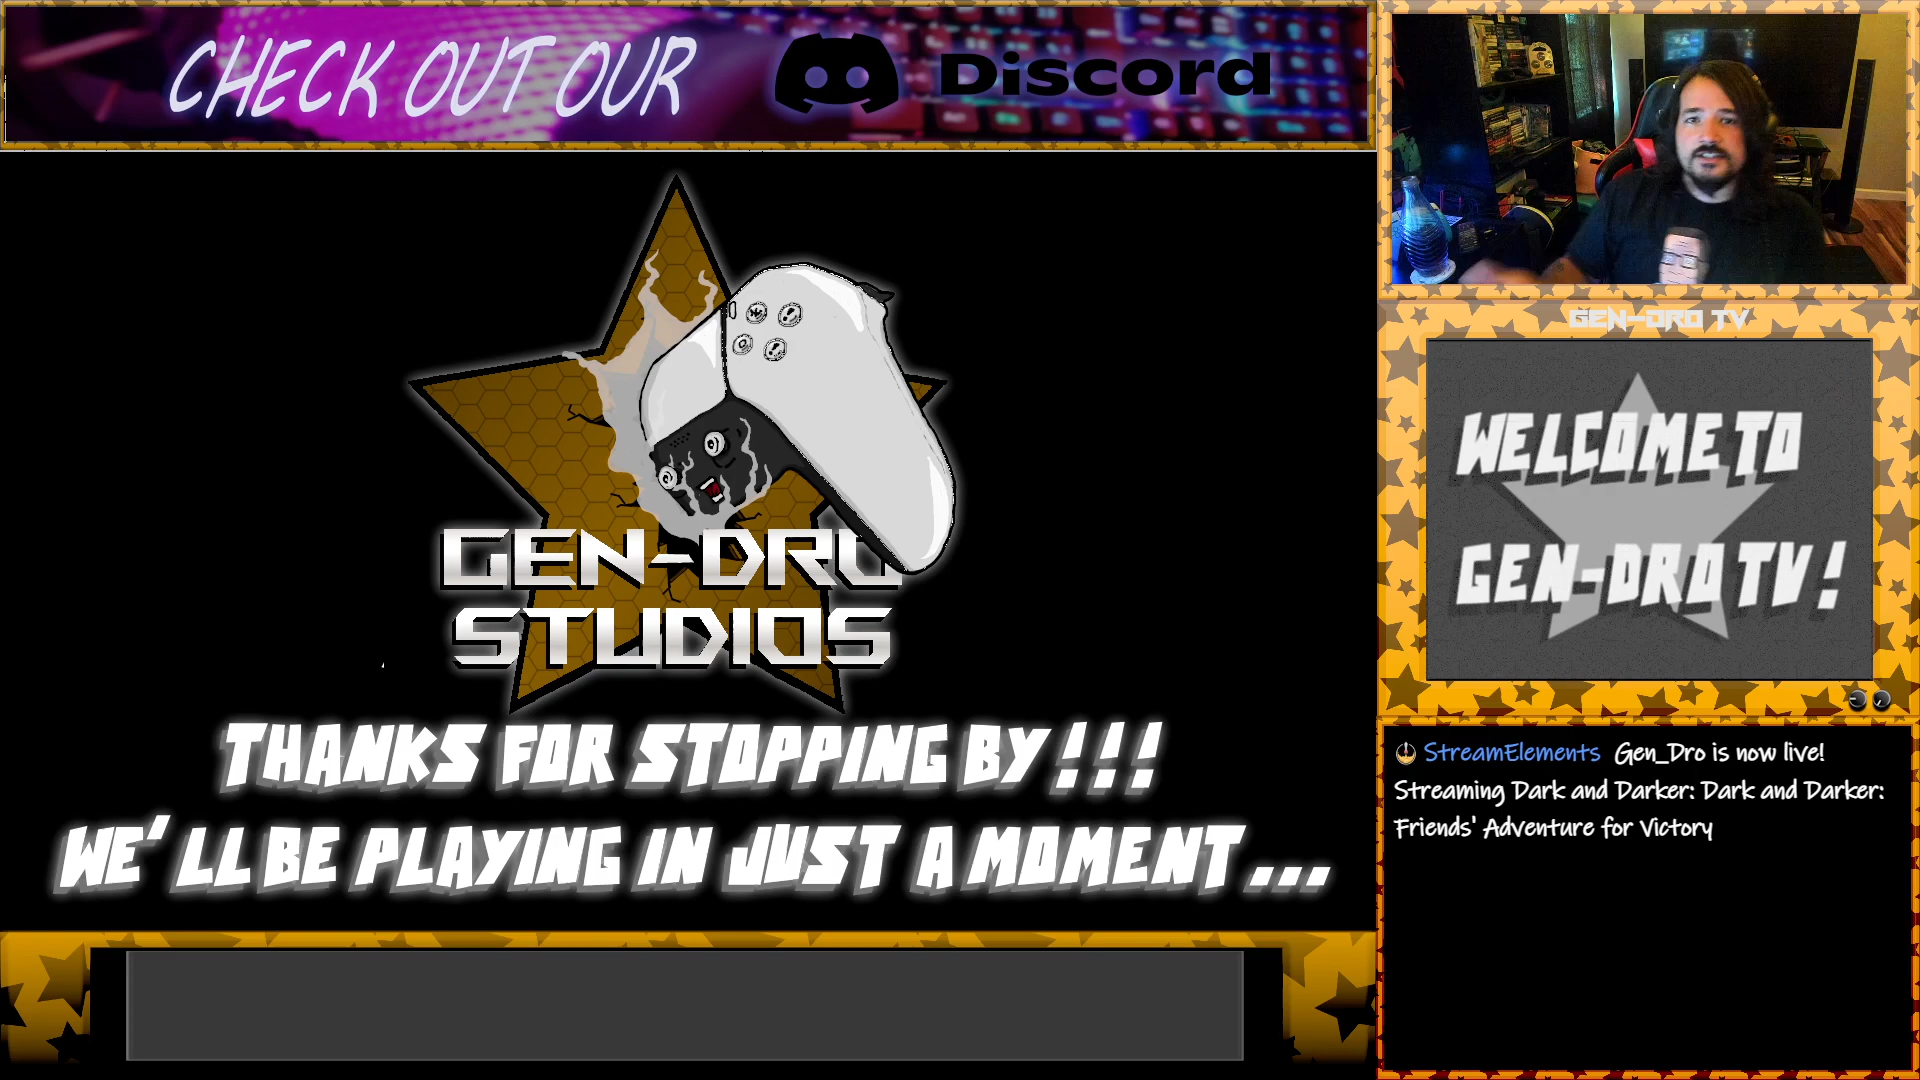 CHECK OUT OUR Discord
GEN-DRO
STUDIOS
THANKS FOR STOPPING BY!!!
WE'LL BE PLAYING IN JUST A MOMENT...
GEN-DRO TV
WELCOME TO
GEN-DRO TV!
StreamElements Gen_Dro is now live!
Streaming Dark and Darker: Dark and Darker:
Friends' Adventure for Victory